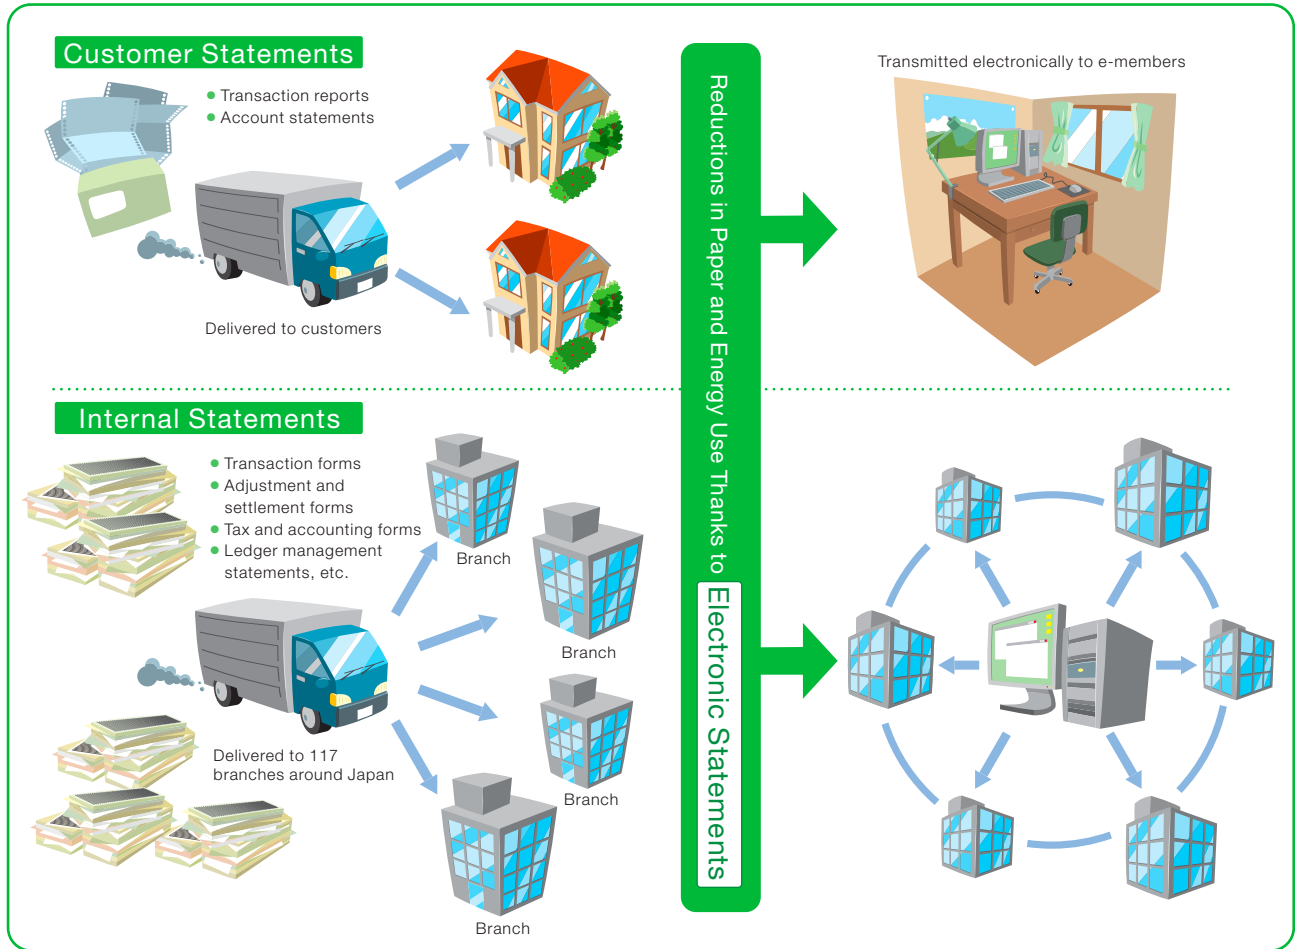 Customer Statements
Transaction reports
Account statements
Delivered to customers
Reductions in Paper and Energy Use Thanks to Electronic Statements
Transmitted electronically to e-members
Internal Statements
Transaction forms
Adjustment and
settlement forms
Tax and accounting forms
Ledger management
statements, etc.
Branch
Branch
Delivered to 117
branches around Japan
Branch
Branch